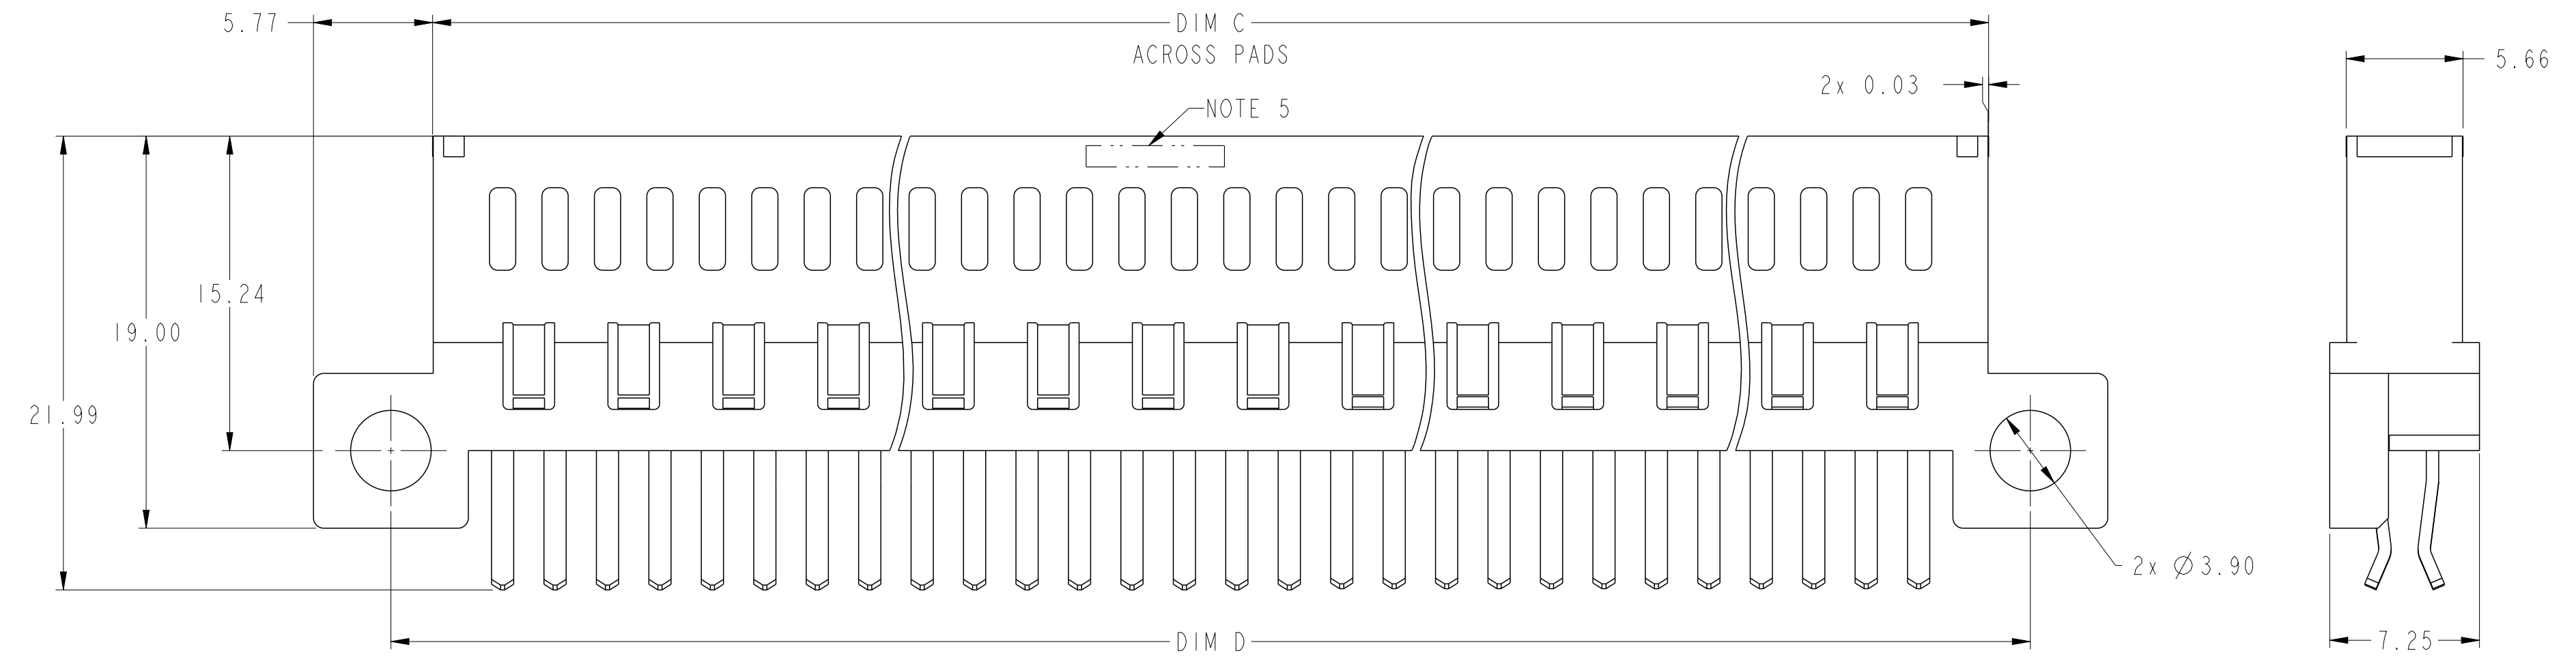 5.77
DIM C
ACROSS PADS
5.66
2x 0.03
NOTE 5
15.24
19.00
21.99
2x Ø3.90
DIM D
7.25